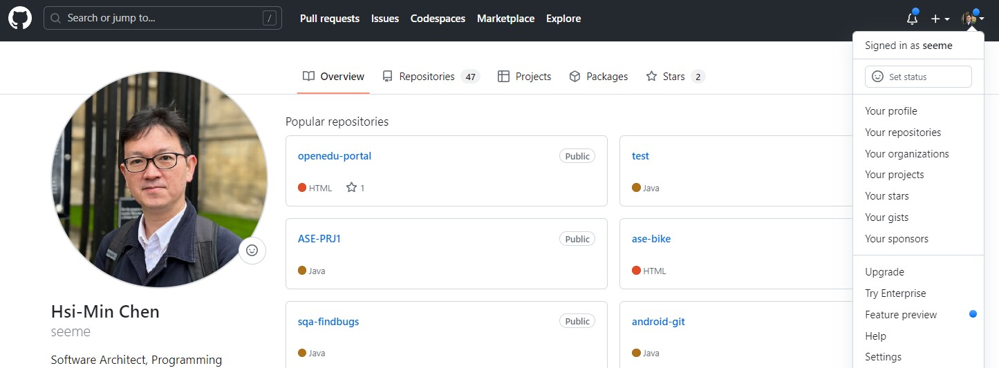 Search or jump to... / Pull requests Issues Codespaces Marketplace Explore
Signed in as seeme
Set status
Your profile
Your repositories
Your organizations
Your projects
Your stars
Your gists
Your sponsors
Upgrade
Try Enterprise
Feature preview
Help
Settings
Overview Repositories 47 Projects Packages Stars 2
Hsi-Min Chen
seeme
Software Architect, Programming
Popular repositories
openedu-portal Public
HTML 1
test
Java
ASE-PRJ1 Public
Java
ase-bike
HTML
sqa-findbugs Public
Java
android-git
Java